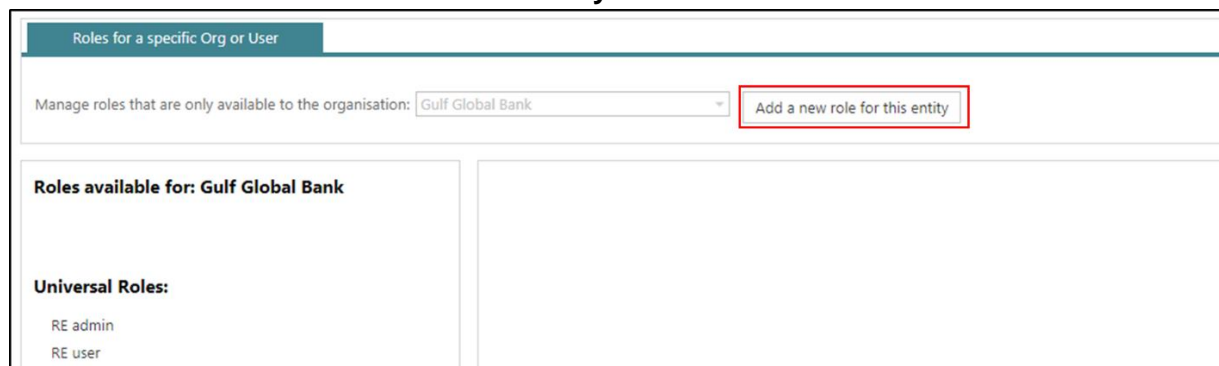 Roles for a specific Org or User
Manage roles that are only available to the organisation: Gulf Global Bank Add a new role for this entity
Roles available for: Gulf Global Bank
Universal Roles:
RE admin
RE user